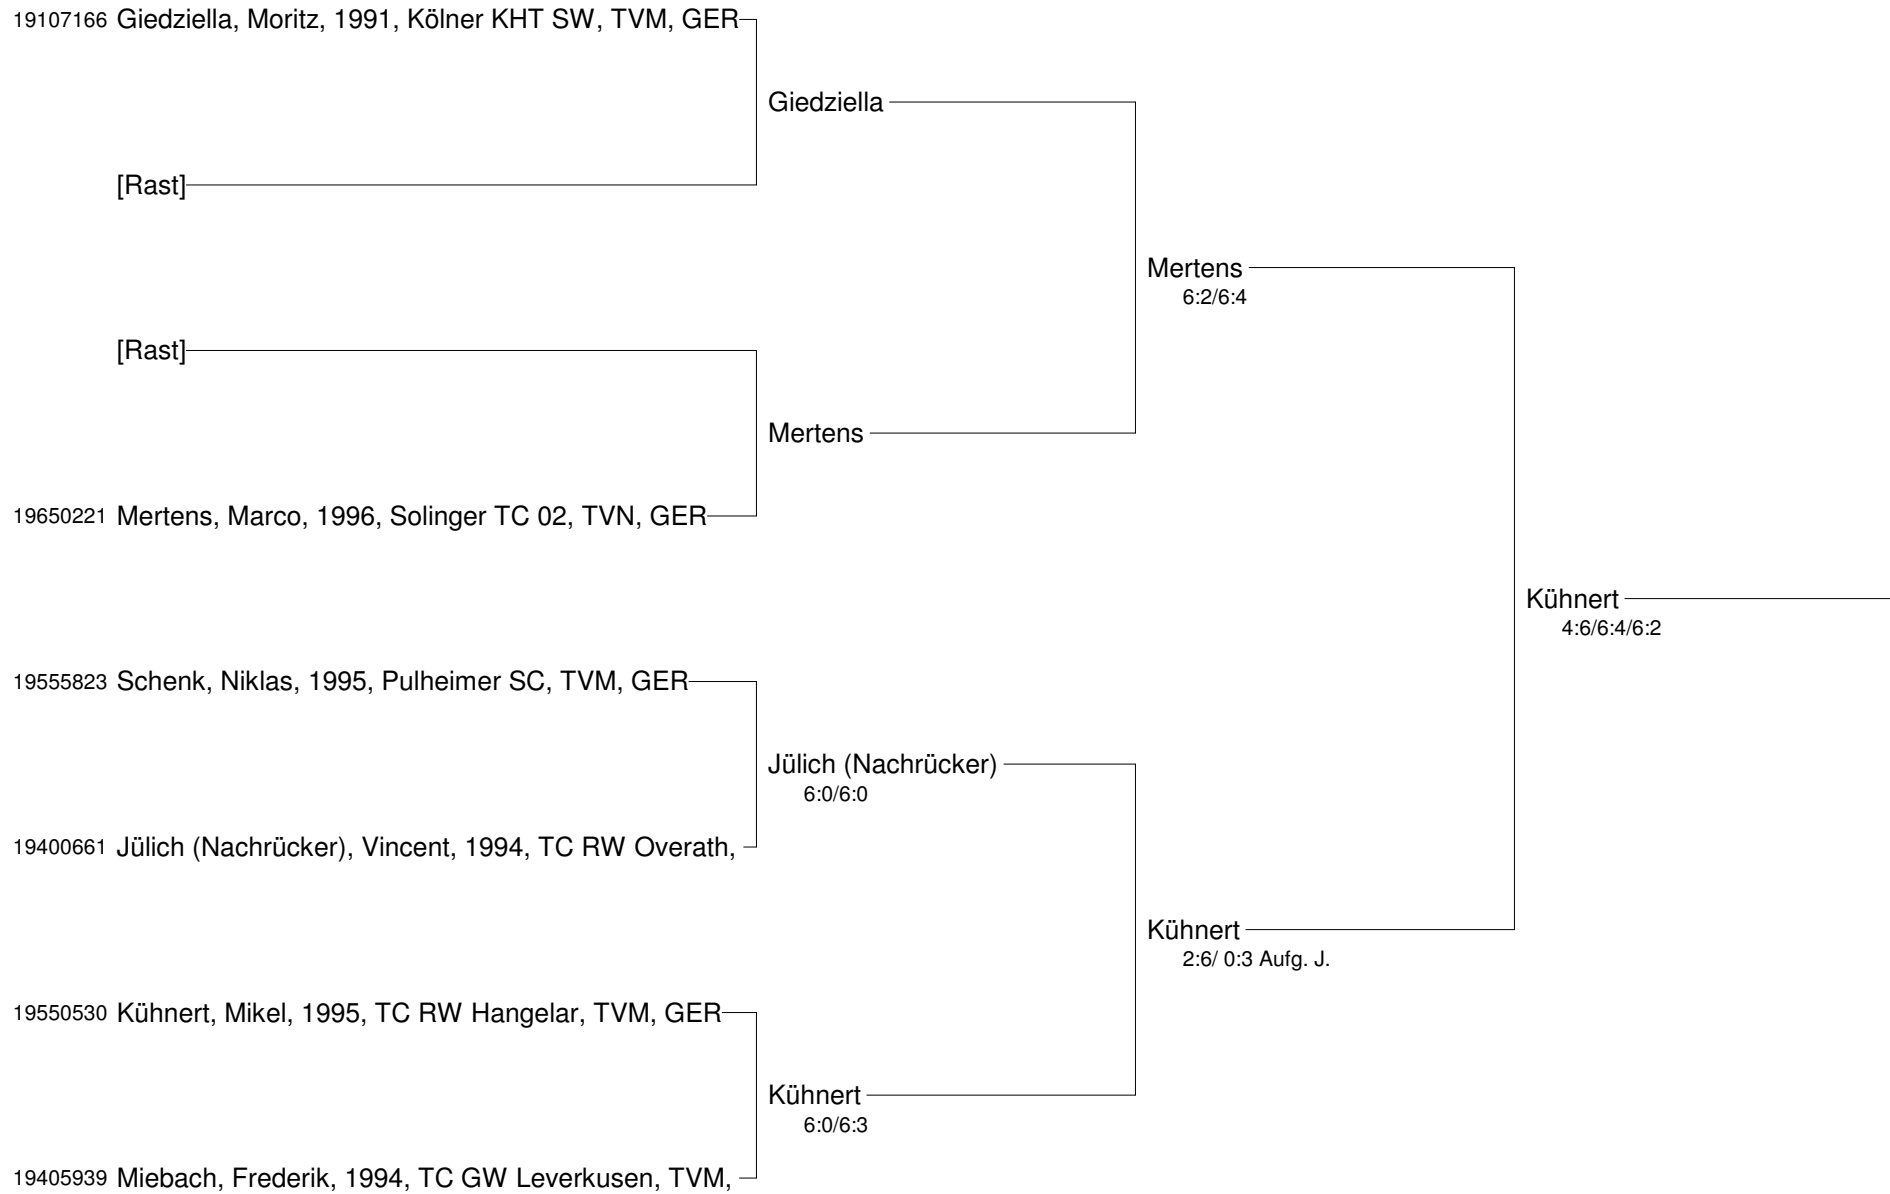 19107166 Giedziella, Moritz, 1991, Kölner KHT SW, TVM, GER
Giedziella
[Rast]
Mertens
6:2/6:4
[Rast]
Mertens
19650221 Mertens, Marco, 1996, Solinger TC 02, TVN, GER
Kühnert
4:6/6:4/6:2
19555823 Schenk, Niklas, 1995, Pulheimer SC, TVM, GER
Jülich (Nachrücker)
6:0/6:0
19400661 Jülich (Nachrücker), Vincent, 1994, TC RW Overath,
Kühnert
2:6/ 0:3 Aufg. J.
19550530 Kühnert, Mikel, 1995, TC RW Hangelar, TVM, GER
Kühnert
6:0/6:3
19405939 Miebach, Frederik, 1994, TC GW Leverkusen, TVM,